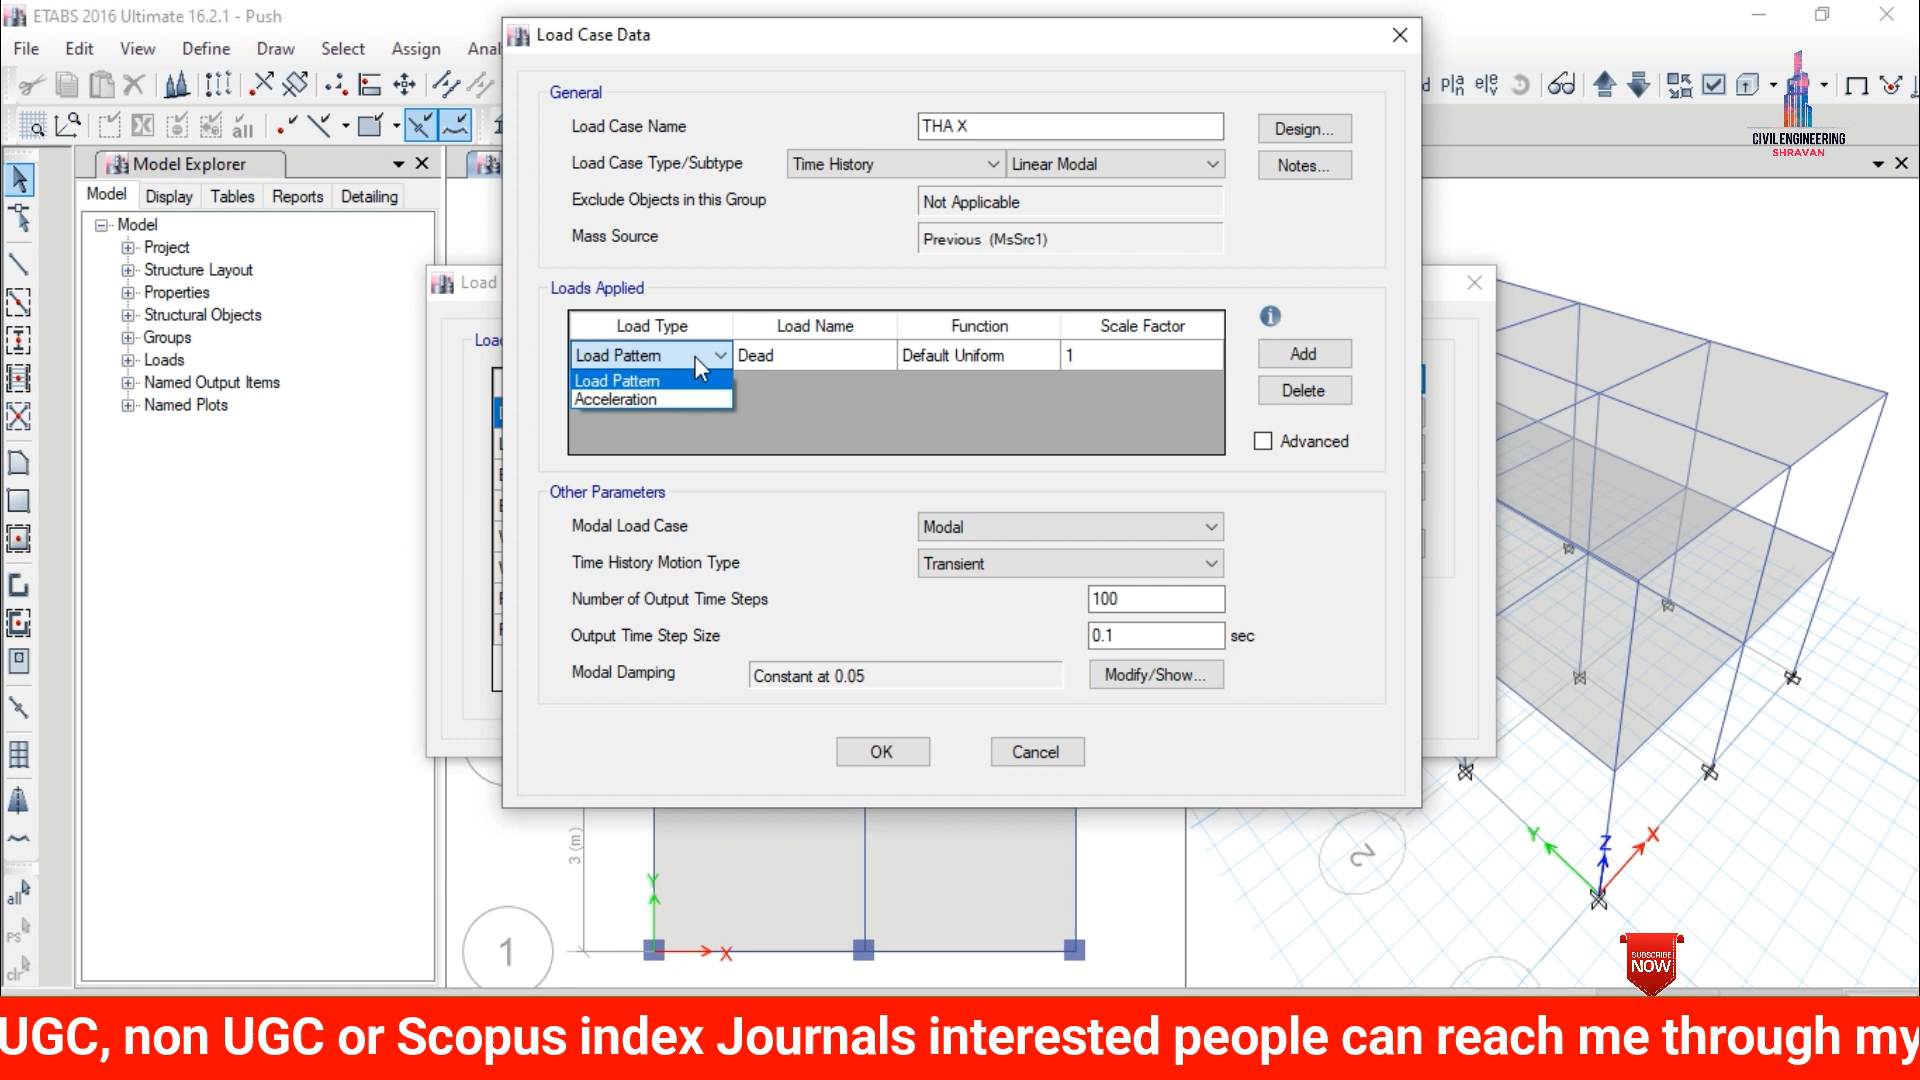 ETABS 2016 Ultimate 16.2.1 - Push
File Edit View Define Draw Select Assign Anal
Model Explorer
Model Display Tables Reports Detailing
Model
Project
Structure Layout
Properties
Structural Objects
Groups
Loads
Named Output Items
Named Plots
all
PS
clr
Load
Load Case Data
General
Load Case Name THA X Design...
Load Case Type/Subtype Time History Linear Modal Notes...
Exclude Objects in this Group Not Applicable
Mass Source Previous (MsSrc1)
Loads Applied
Load Type Load Name Function Scale Factor
Load Pattern Dead Default Uniform 1 Add
Load Pattern
Acceleration
Delete
Advanced
Other Parameters
Modal Load Case Modal
Time History Motion Type Transient
Number of Output Time Steps 100
Output Time Step Size 0.1 sec
Modal Damping Constant at 0.05 Modify/Show...
OK Cancel
CIVIL ENGINEERING
SHRAVAN
3 (m)
Y
X
1
2
Y Z X
SUBSCRIBE
NOW
UGC, non UGC or Scopus index Journals interested people can reach me through my